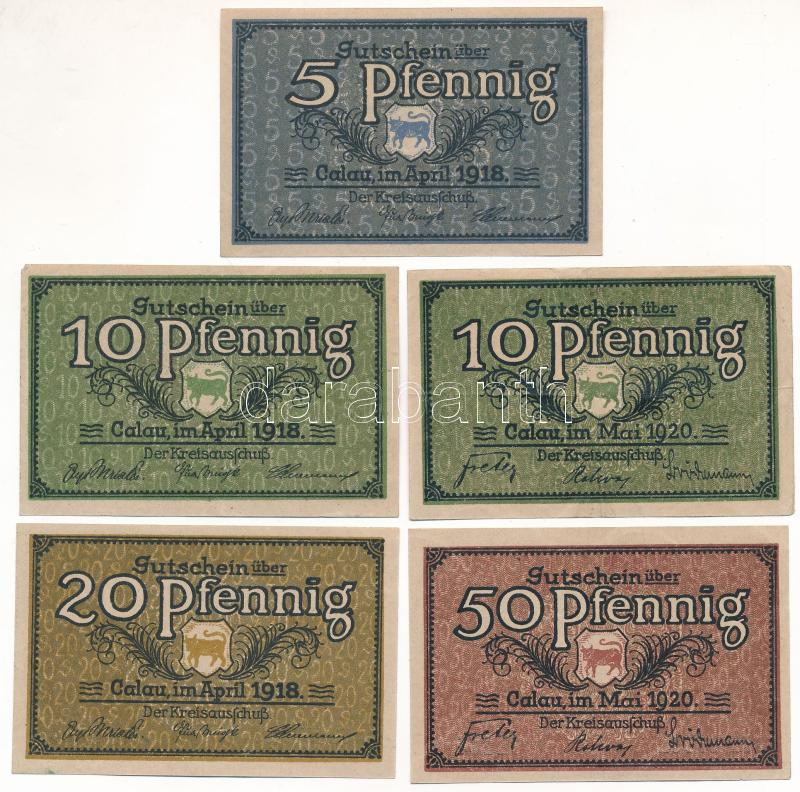 Gutschein über
5 Pfennig
Calau, im April 1918.
Der Kreisausschuß
Gutschein über
10 Pfennig
Calau, im April 1918.
Der Kreisausschuß
Gutschein über
10 Pfennig
Calau, im Mai 1920.
Der Kreisausschuß
darabanth
Gutschein über
20 Pfennig
Calau, im April 1918.
Der Kreisausschuß
Gutschein über
50 Pfennig
Calau, im Mai 1920.
Der Kreisausschuß